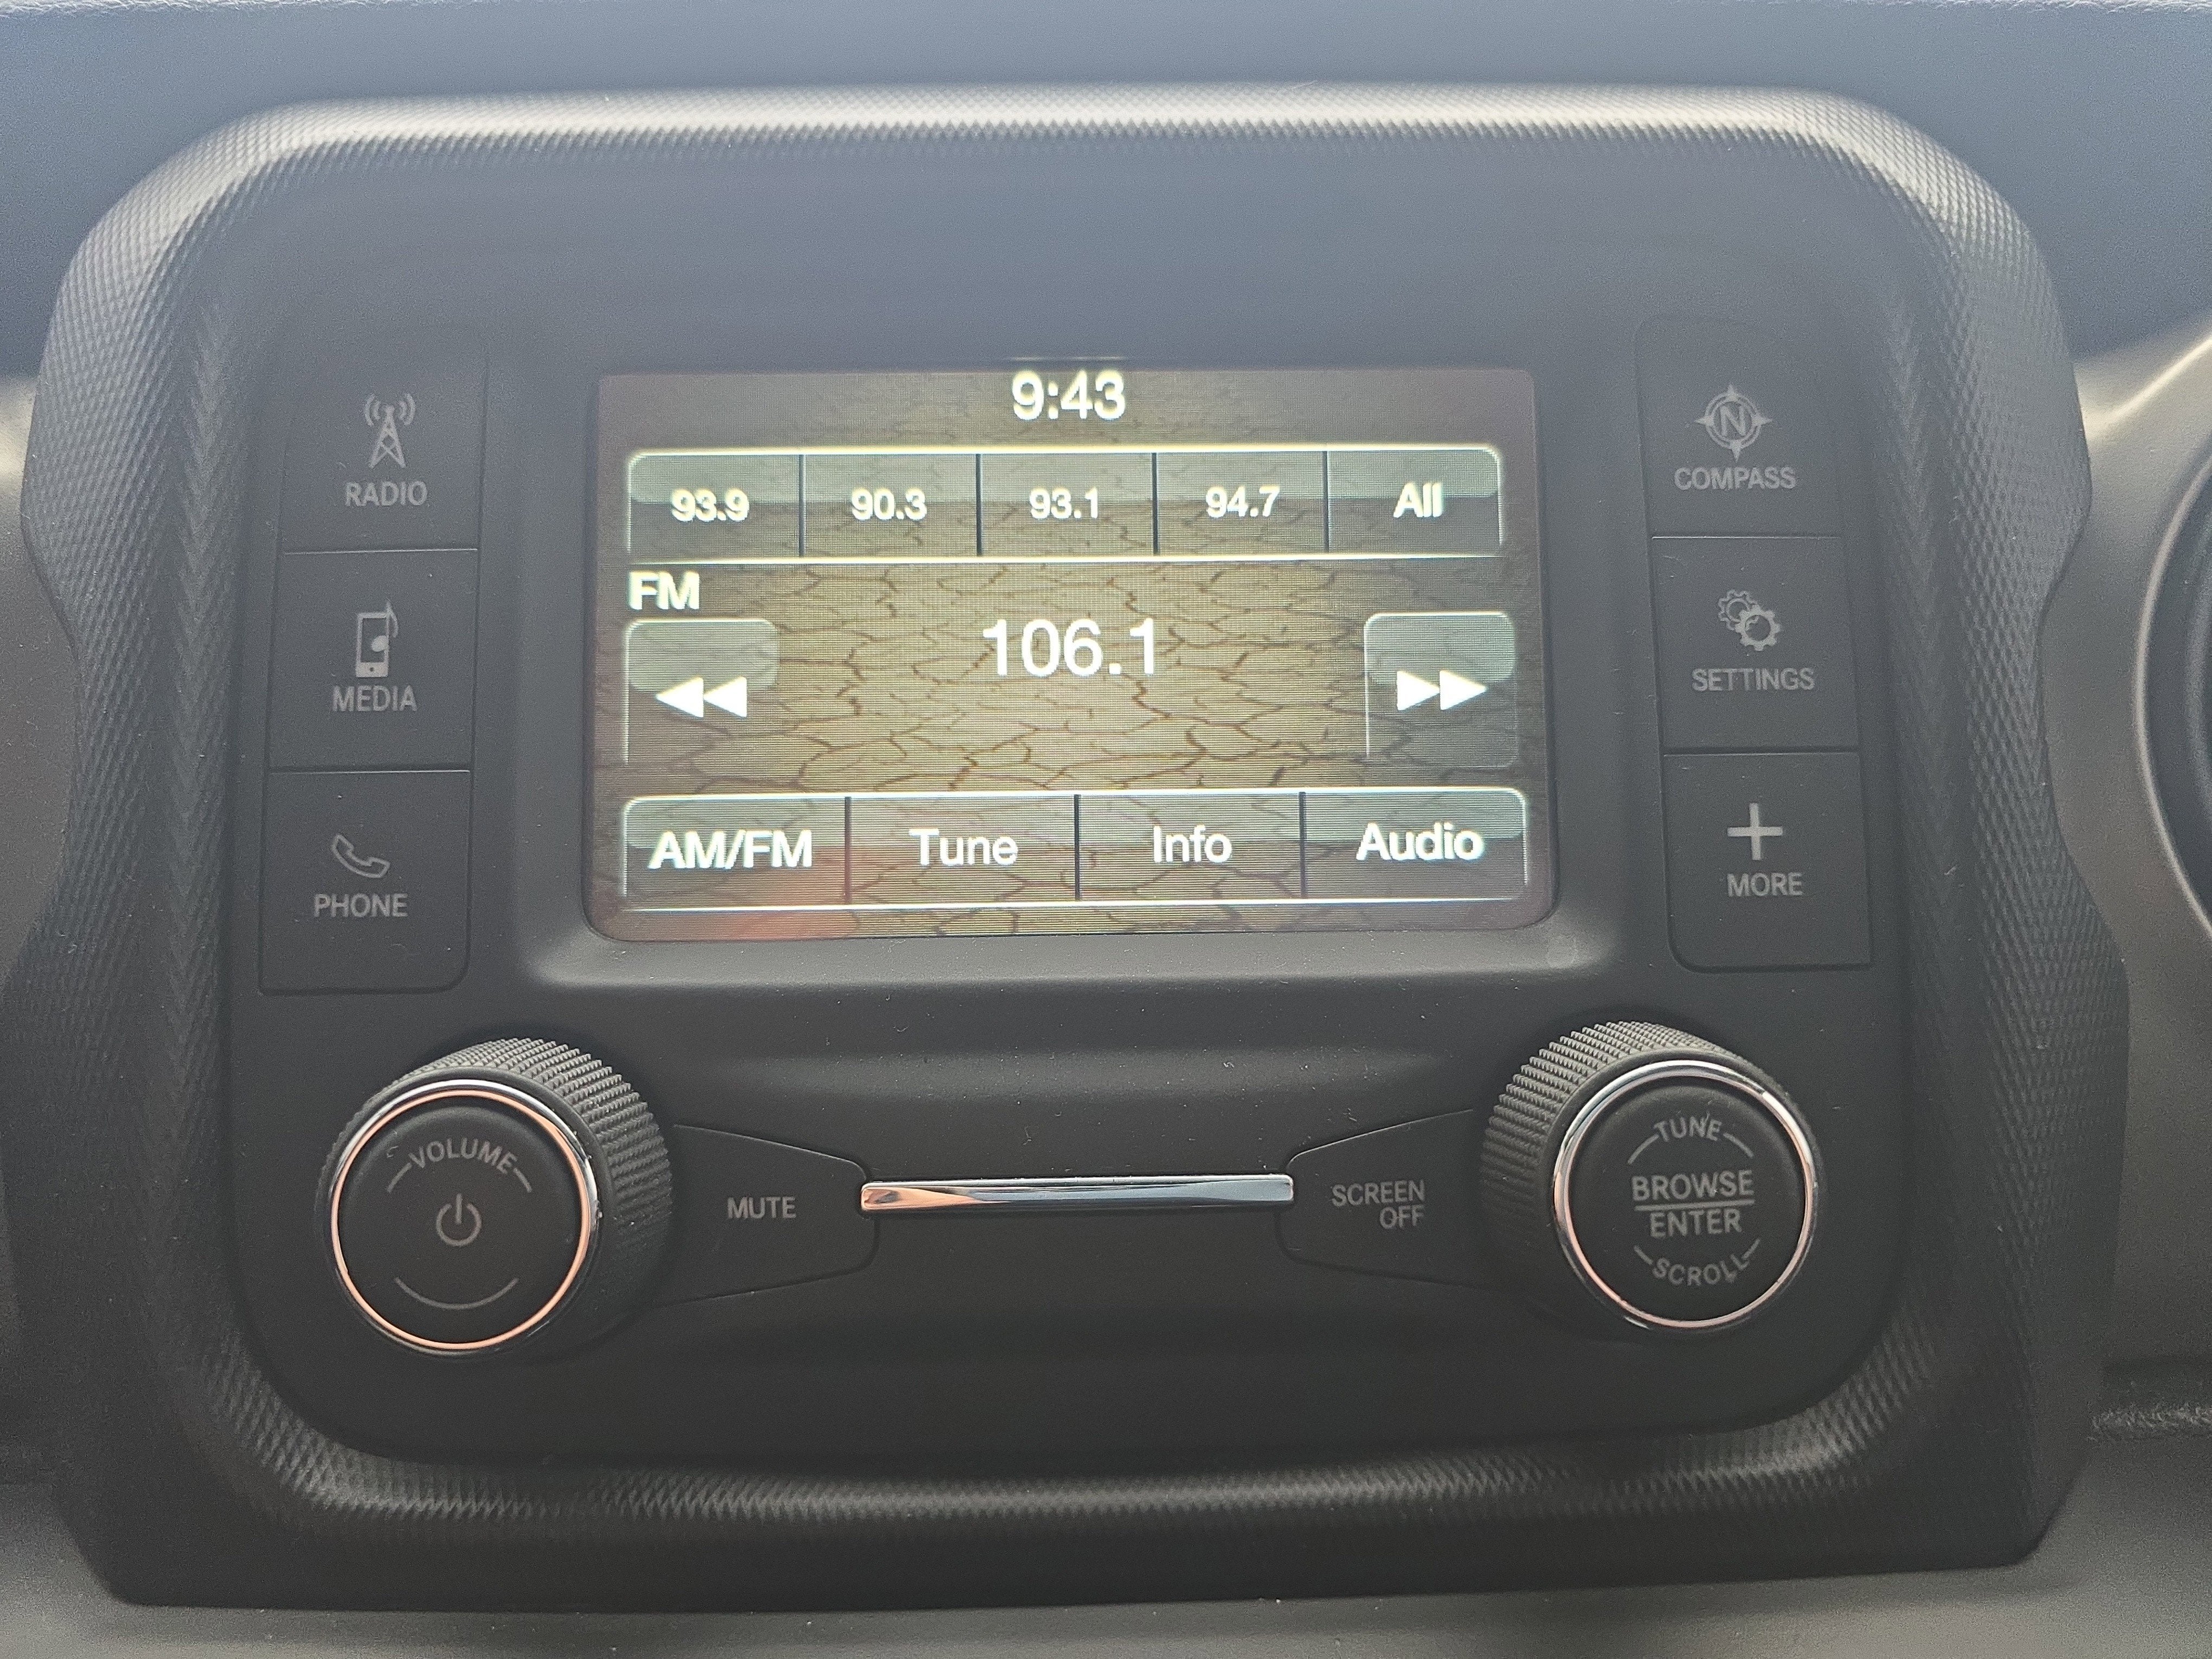 9:43
93.9 90.3 93.1 94.7 All
FM
106.1
AM/FM Tune Info Audio
RADIO
MEDIA
PHONE
N
COMPASS
SETTINGS
MORE
VOLUME
MUTE
SCREEN
OFF
TUNE
BROWSE
ENTER
SCROLL